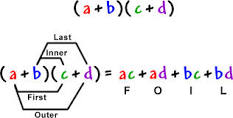 (a+b)(c+d)
Last
Inner
(a+b)(c+d) = ac+ad+bc+bd
First
F O I L
Outer